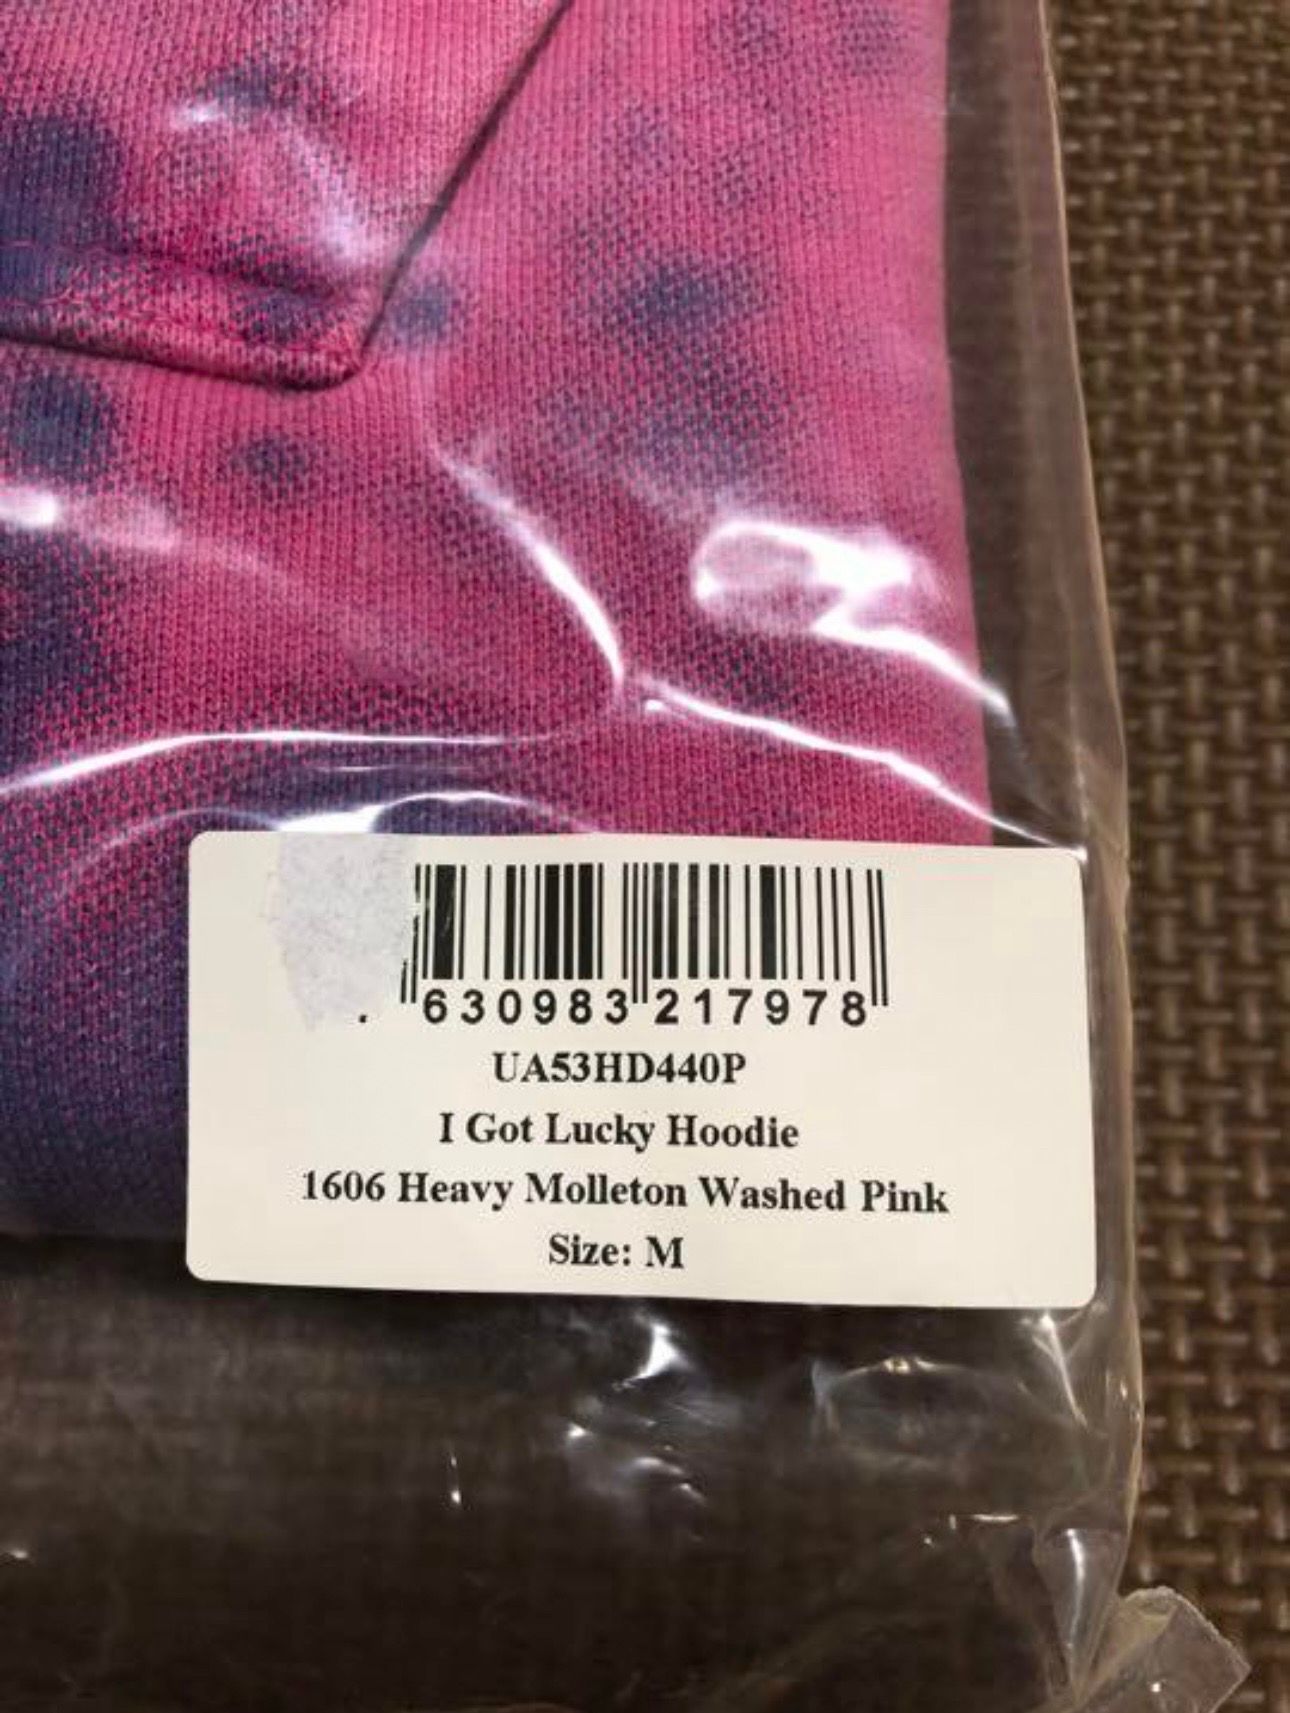 630983 217978
UA53HD440P
I Got Lucky Hoodie
1606 Heavy Molleton Washed Pink
Size: M